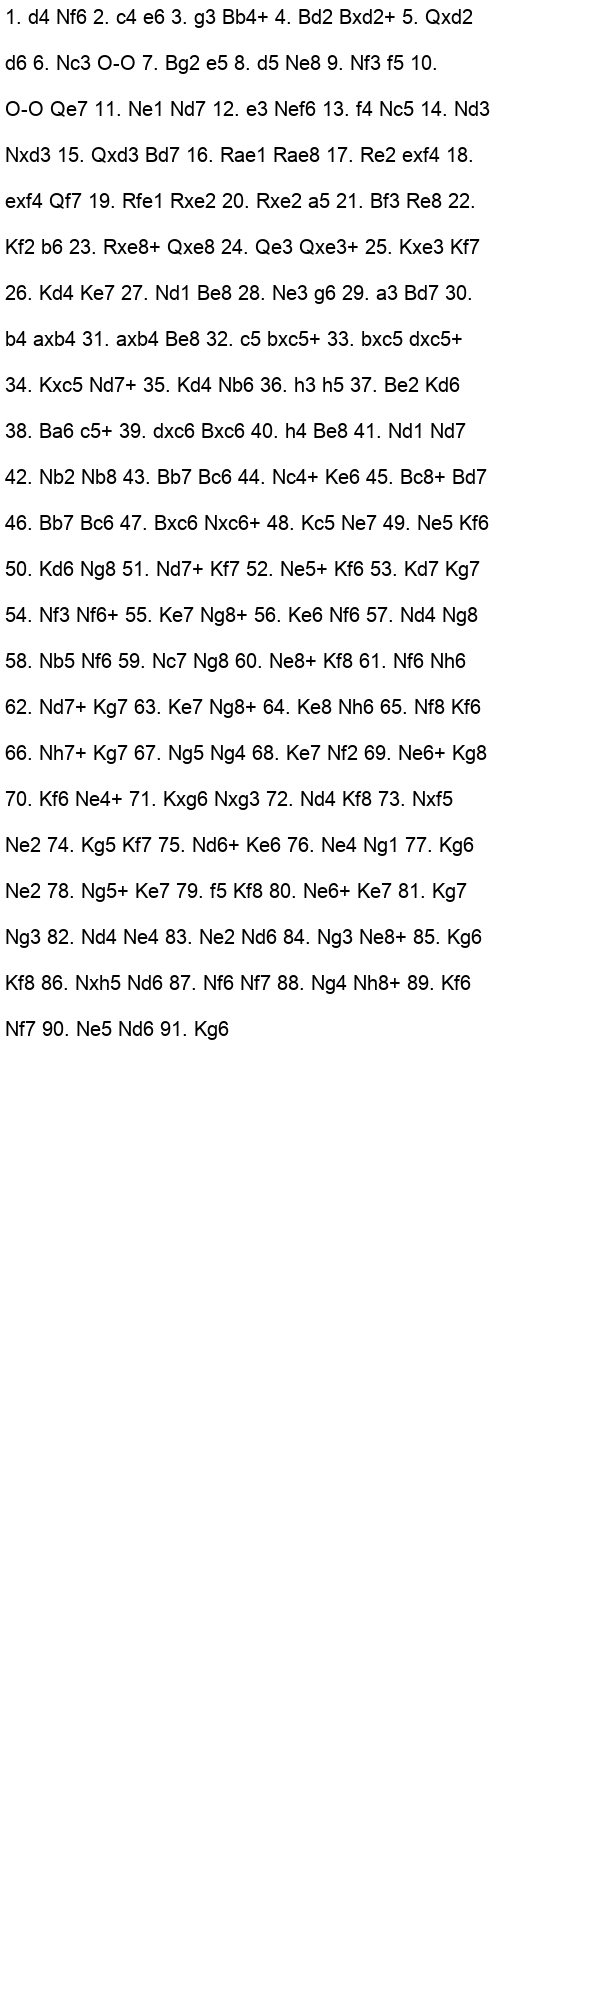 1. d4 Nf6 2. c4 e6 3. g3 Bb4+ 4. Bd2 Bxd2+ 5. Qxd2
d6 6. Nc3 O-O 7. Bg2 e5 8. d5 Ne8 9. Nf3 f5 10.
O-O Qe7 11. Ne1 Nd7 12. e3 Nef6 13. f4 Nc5 14. Nd3
Nxd3 15. Qxd3 Bd7 16. Rae1 Rae8 17. Re2 exf4 18.
exf4 Qf7 19. Rfe1 Rxe2 20. Rxe2 a5 21. Bf3 Re8 22.
Kf2 b6 23. Rxe8+ Qxe8 24. Qe3 Qxe3+ 25. Kxe3 Kf7
26. Kd4 Ke7 27. Nd1 Be8 28. Ne3 g6 29. a3 Bd7 30.
b4 axb4 31. axb4 Be8 32. c5 bxc5+ 33. bxc5 dxc5+
34. Kxc5 Nd7+ 35. Kd4 Nb6 36. h3 h5 37. Be2 Kd6
38. Ba6 c5+ 39. dxc6 Bxc6 40. h4 Be8 41. Nd1 Nd7
42. Nb2 Nb8 43. Bb7 Bc6 44. Nc4+ Ke6 45. Bc8+ Bd7
46. Bb7 Bc6 47. Bxc6 Nxc6+ 48. Kc5 Ne7 49. Ne5 Kf6
50. Kd6 Ng8 51. Nd7+ Kf7 52. Ne5+ Kf6 53. Kd7 Kg7
54. Nf3 Nf6+ 55. Ke7 Ng8+ 56. Ke6 Nf6 57. Nd4 Ng8
58. Nb5 Nf6 59. Nc7 Ng8 60. Ne8+ Kf8 61. Nf6 Nh6
62. Nd7+ Kg7 63. Ke7 Ng8+ 64. Ke8 Nh6 65. Nf8 Kf6
66. Nh7+ Kg7 67. Ng5 Ng4 68. Ke7 Nf2 69. Ne6+ Kg8
70. Kf6 Ne4+ 71. Kxg6 Nxg3 72. Nd4 Kf8 73. Nxf5
Ne2 74. Kg5 Kf7 75. Nd6+ Ke6 76. Ne4 Ng1 77. Kg6
Ne2 78. Ng5+ Ke7 79. f5 Kf8 80. Ne6+ Ke7 81. Kg7
Ng3 82. Nd4 Ne4 83. Ne2 Nd6 84. Ng3 Ne8+ 85. Kg6
Kf8 86. Nxh5 Nd6 87. Nf6 Nf7 88. Ng4 Nh8+ 89. Kf6
Nf7 90. Ne5 Nd6 91. Kg6